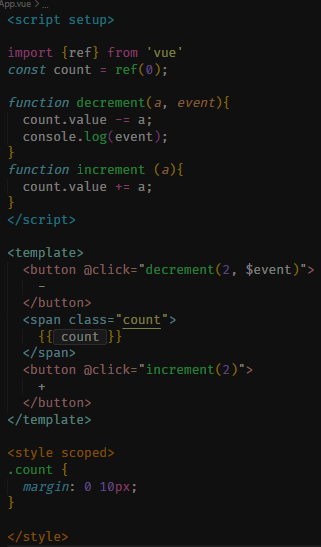 App.vue > ...
<script setup>
import {ref} from 'vue'
const count = ref(0);
function decrement(a, event){
count.value -= a;
console.log(event);
}
function increment (a){
count.value += a;
}
</script>
<template>
<button @click="decrement(2, $event)">
-
</button>
<span class="count">
{{ count }}
</span>
<button @click="increment(2)">
+
</button>
</template>
<style scoped>
.count {
margin: 0 10px;
}
</style>